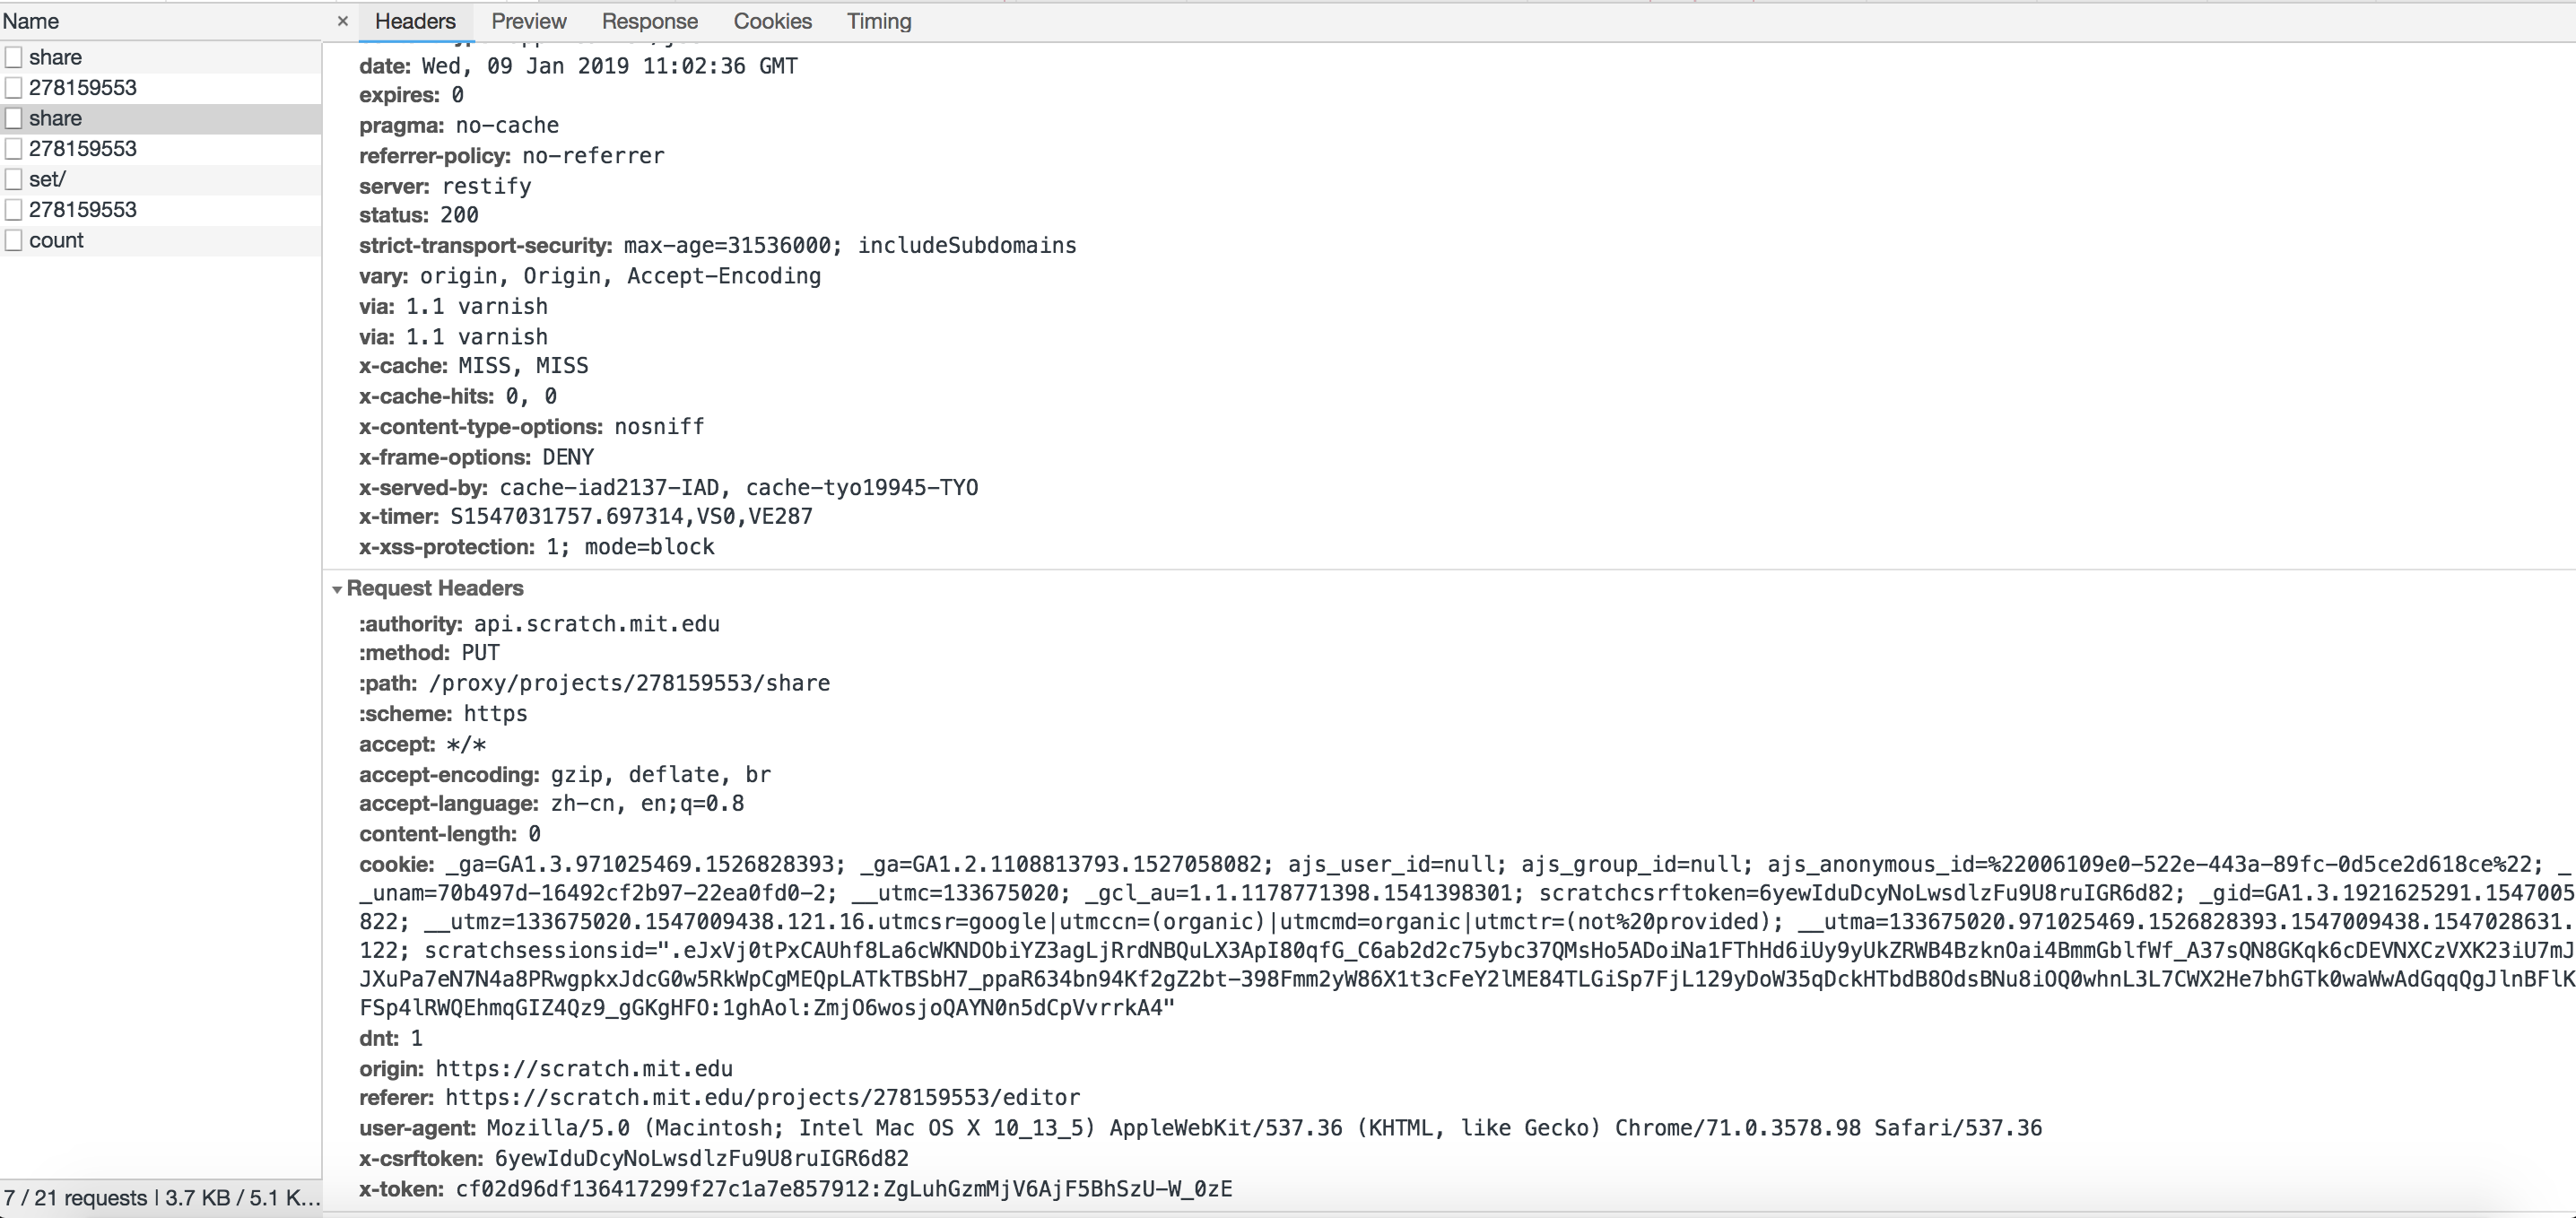 Name
× Headers Preview Response Cookies Timing
share
278159553
share
278159553
set/
278159553
count
7 / 21 requests | 3.7 KB / 5.1 K...
date: Wed, 09 Jan 2019 11:02:36 GMT
expires: 0
pragma: no-cache
referrer-policy: no-referrer
server: restify
status: 200
strict-transport-security: max-age=31536000; includeSubdomains
vary: origin, Origin, Accept-Encoding
via: 1.1 varnish
via: 1.1 varnish
x-cache: MISS, MISS
x-cache-hits: 0, 0
x-content-type-options: nosniff
x-frame-options: DENY
x-served-by: cache-iad2137-IAD, cache-tyo19945-TYO
x-timer: S1547031757.697314,VS0,VE287
x-xss-protection: 1; mode=block
▾ Request Headers
:authority: api.scratch.mit.edu
:method: PUT
:path: /proxy/projects/278159553/share
:scheme: https
accept: */*
accept-encoding: gzip, deflate, br
accept-language: zh-cn, en;q=0.8
content-length: 0
cookie: _ga=GA1.3.971025469.1526828393; _ga=GA1.2.1108813793.1527058082; ajs_user_id=null; ajs_group_id=null; ajs_anonymous_id=%22006109e0-522e-443a-89fc-0d5ce2d618ce%22; _
_unam=70b497d-16492cf2b97-22ea0fd0-2; __utmc=133675020; _gcl_au=1.1.1178771398.1541398301; scratchcsrftoken=6yewIduDcyNoLwsdlzFu9U8ruIGR6d82; _gid=GA1.3.1921625291.1547005
822; __utmz=133675020.1547009438.121.16.utmcsr=google|utmccn=(organic)|utmcmd=organic|utmctr=(not%20provided); __utma=133675020.971025469.1526828393.1547009438.1547028631.
122; scratchsessionsid=".eJxVj0tPxCAUhf8La6cWKNDObiYZ3agLjRrdNBQuLX3ApI80qfG_C6ab2d2c75ybc37QMsHo5ADoiNa1FThHd6iUy9yUkZRWB4BzknOai4BmmGblfWf_A37sQN8GKqk6cDEVNXCzVXK23iU7mJ
JXuPa7eN7N4a8PRwgpkxJdcG0w5RkWpCgMEQpLATkTBSbH7_ppaR634bn94Kf2gZ2bt-398Fmm2yW86X1t3cFeY2lME84TLGiSp7FjL129yDoW35qDckHTbdB8OdsBNu8iOQ0whnL3L7CWX2He7bhGTk0waWwAdGqqQgJlnBFlK
FSp4lRWQEhmqGIZ4Qz9_gGKgHFO:1ghAol:ZmjO6wosjoQAYN0n5dCpVvrrkA4"
dnt: 1
origin: https://scratch.mit.edu
referer: https://scratch.mit.edu/projects/278159553/editor
user-agent: Mozilla/5.0 (Macintosh; Intel Mac OS X 10_13_5) AppleWebKit/537.36 (KHTML, like Gecko) Chrome/71.0.3578.98 Safari/537.36
x-csrftoken: 6yewIduDcyNoLwsdlzFu9U8ruIGR6d82
x-token: cf02d96df136417299f27c1a7e857912:ZgLuhGzmMjV6AjF5BhSzU-W_0zE